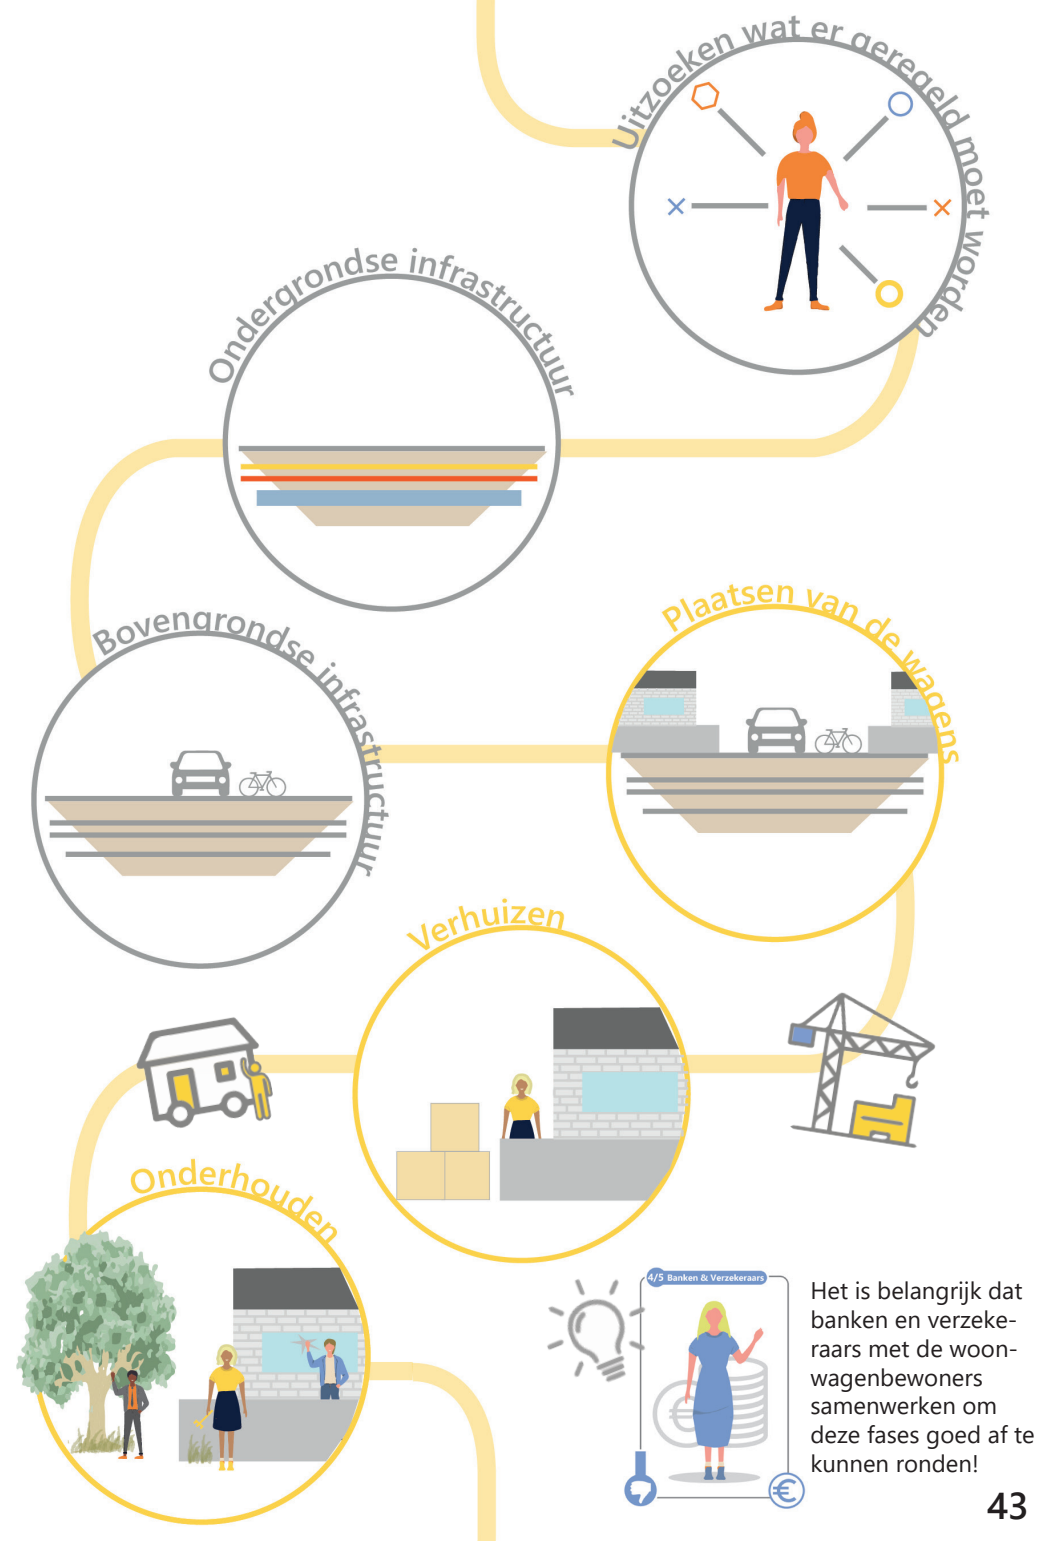 Uitzoeken wat er geregeld moet worden
Ondergrondse infrastructuur
Bovengrondse infrastructuur
Plaatsen van de wagens
Verhuizen
Onderhouden
4/5 Banken & Verzekeraars
Het is belangrijk dat
banken en verzeke-
raars met de woon-
wagenbewoners
samenwerken om
deze fases goed af te
kunnen ronden!
43